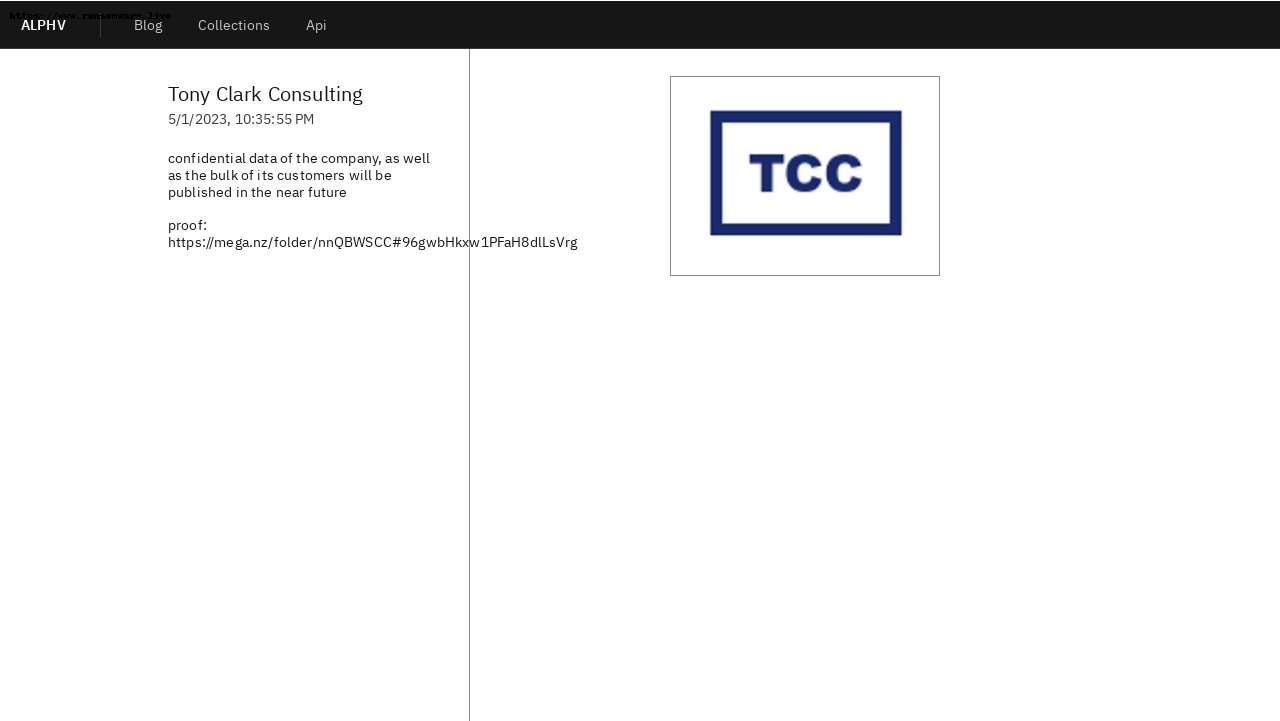 https://www.ransomware.live
ALPHV
Blog
Collections
Api
Tony Clark Consulting
5/1/2023, 10:35:55 PM
confidential data of the company, as well
as the bulk of its customers will be
published in the near future
proof:
https://mega.nz/folder/nnQBWSCC#96gwbHkxw1PFaH8dlLsVrg
TCC